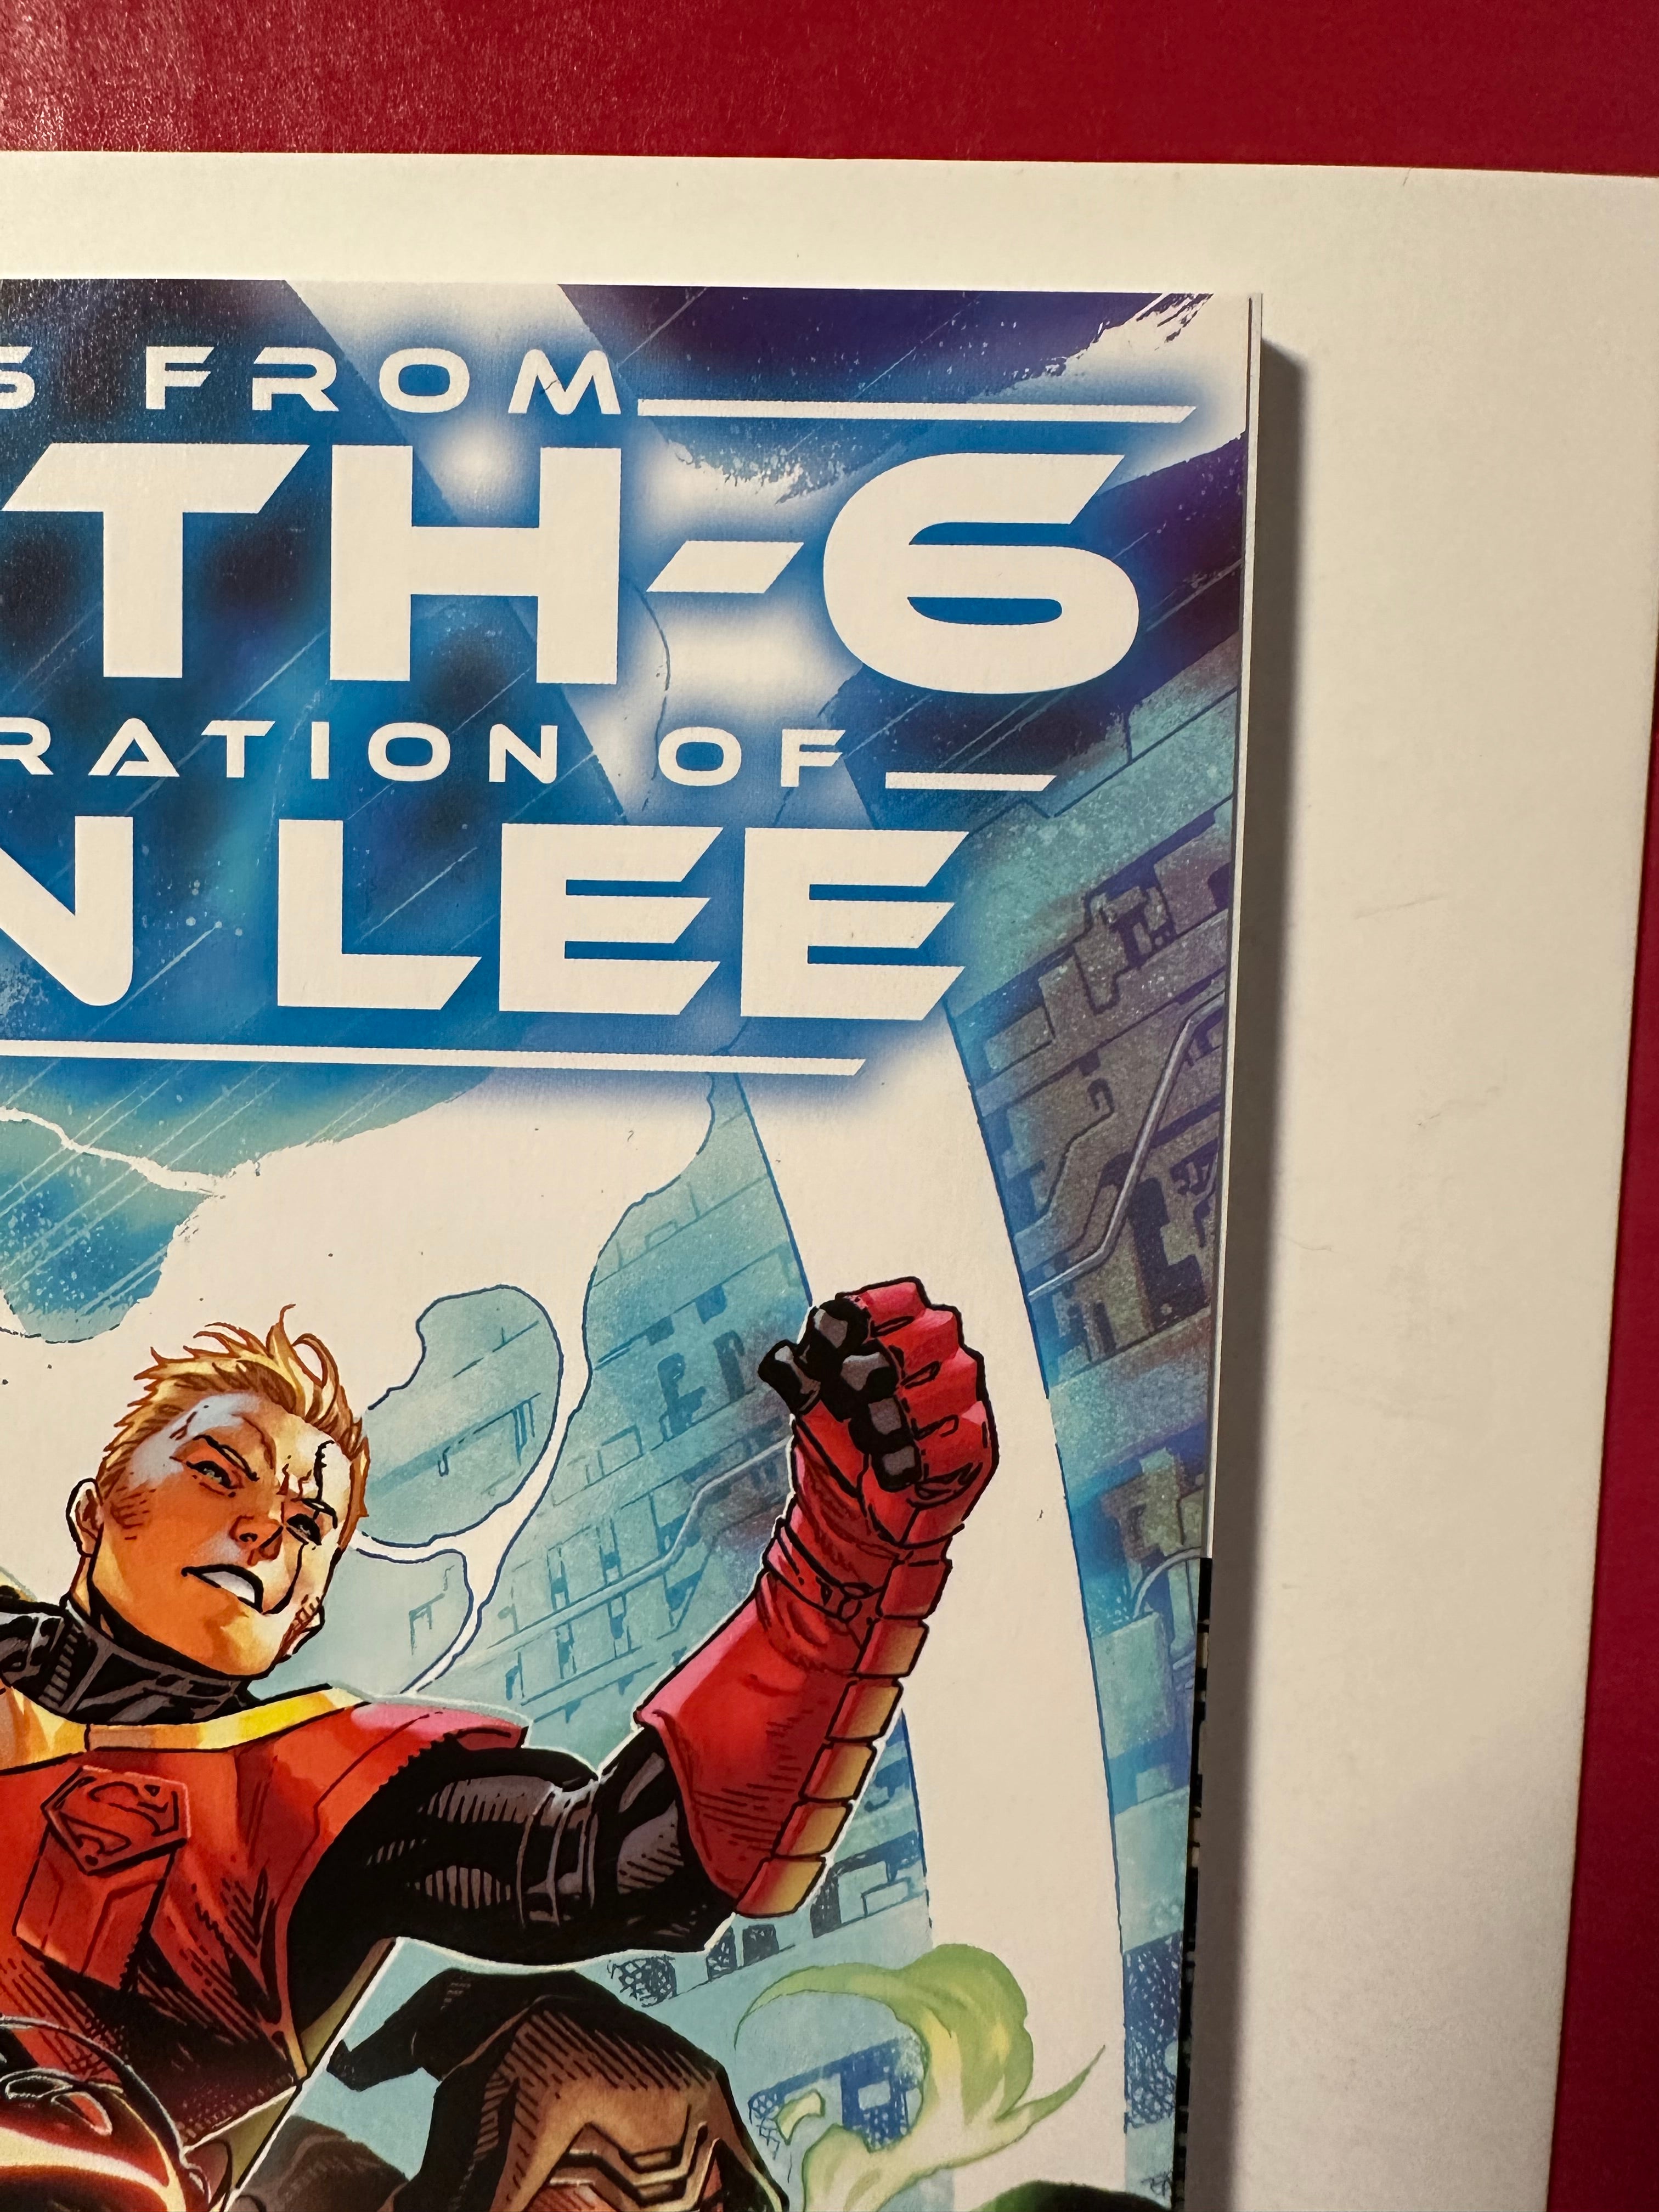 S FROM
TH-6
RATION OF
N LEE
S